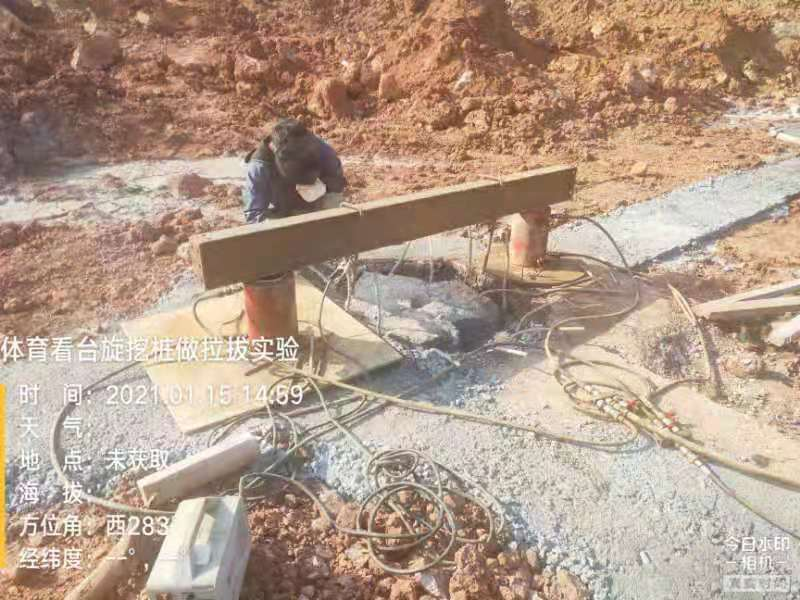 体育看台旋挖桩做拉拔实验
时 间：2021.01.15 14:59
天 气：
地 点：未获取
海 拔：
方位角：西283°
经纬度：--°, --°
今日水印
—相机—